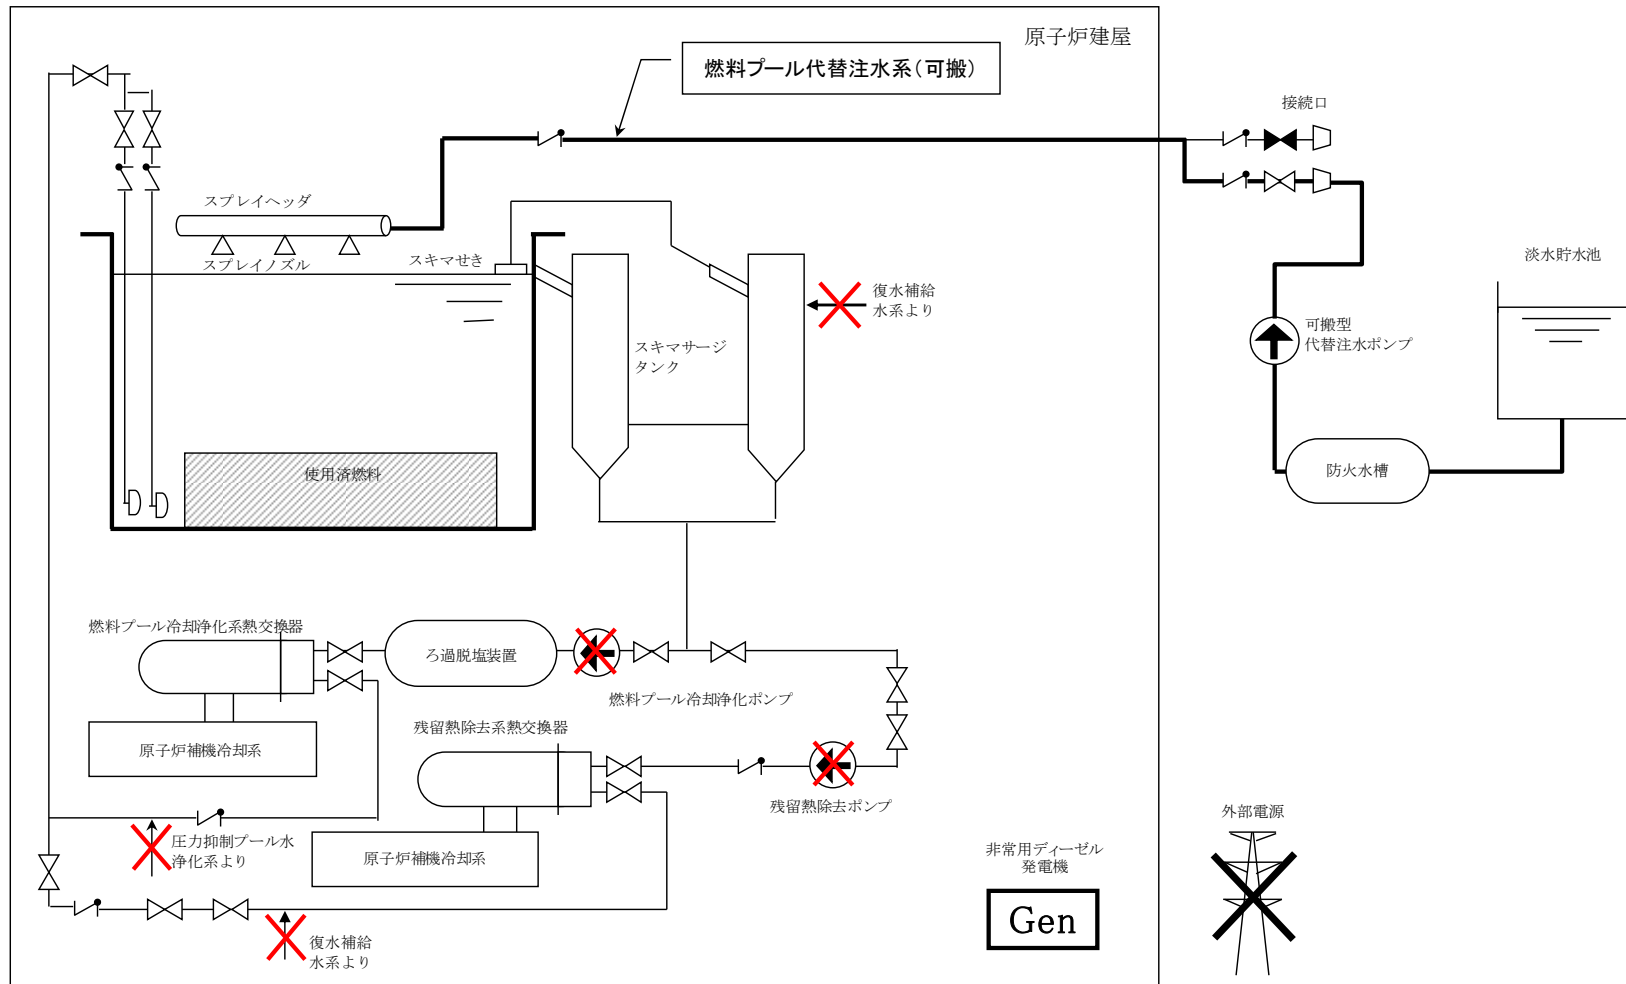 原子炉建屋
燃料プール代替注水系(可搬)
接続口
スプレイヘッダ
スプレイノズル
スキマせき
淡水貯水池
復水補給
水系より
可搬型
代替注水ポンプ
スキマサージ
タンク
使用済燃料
防火水槽
燃料プール冷却浄化系熱交換器
ろ過脱塩装置
燃料プール冷却浄化ポンプ
残留熱除去系熱交換器
原子炉補機冷却系
残留熱除去ポンプ
外部電源
圧力抑制プール水
浄化系より
原子炉補機冷却系
非常用ディーゼル
発電機
Gen
復水補給
水系より